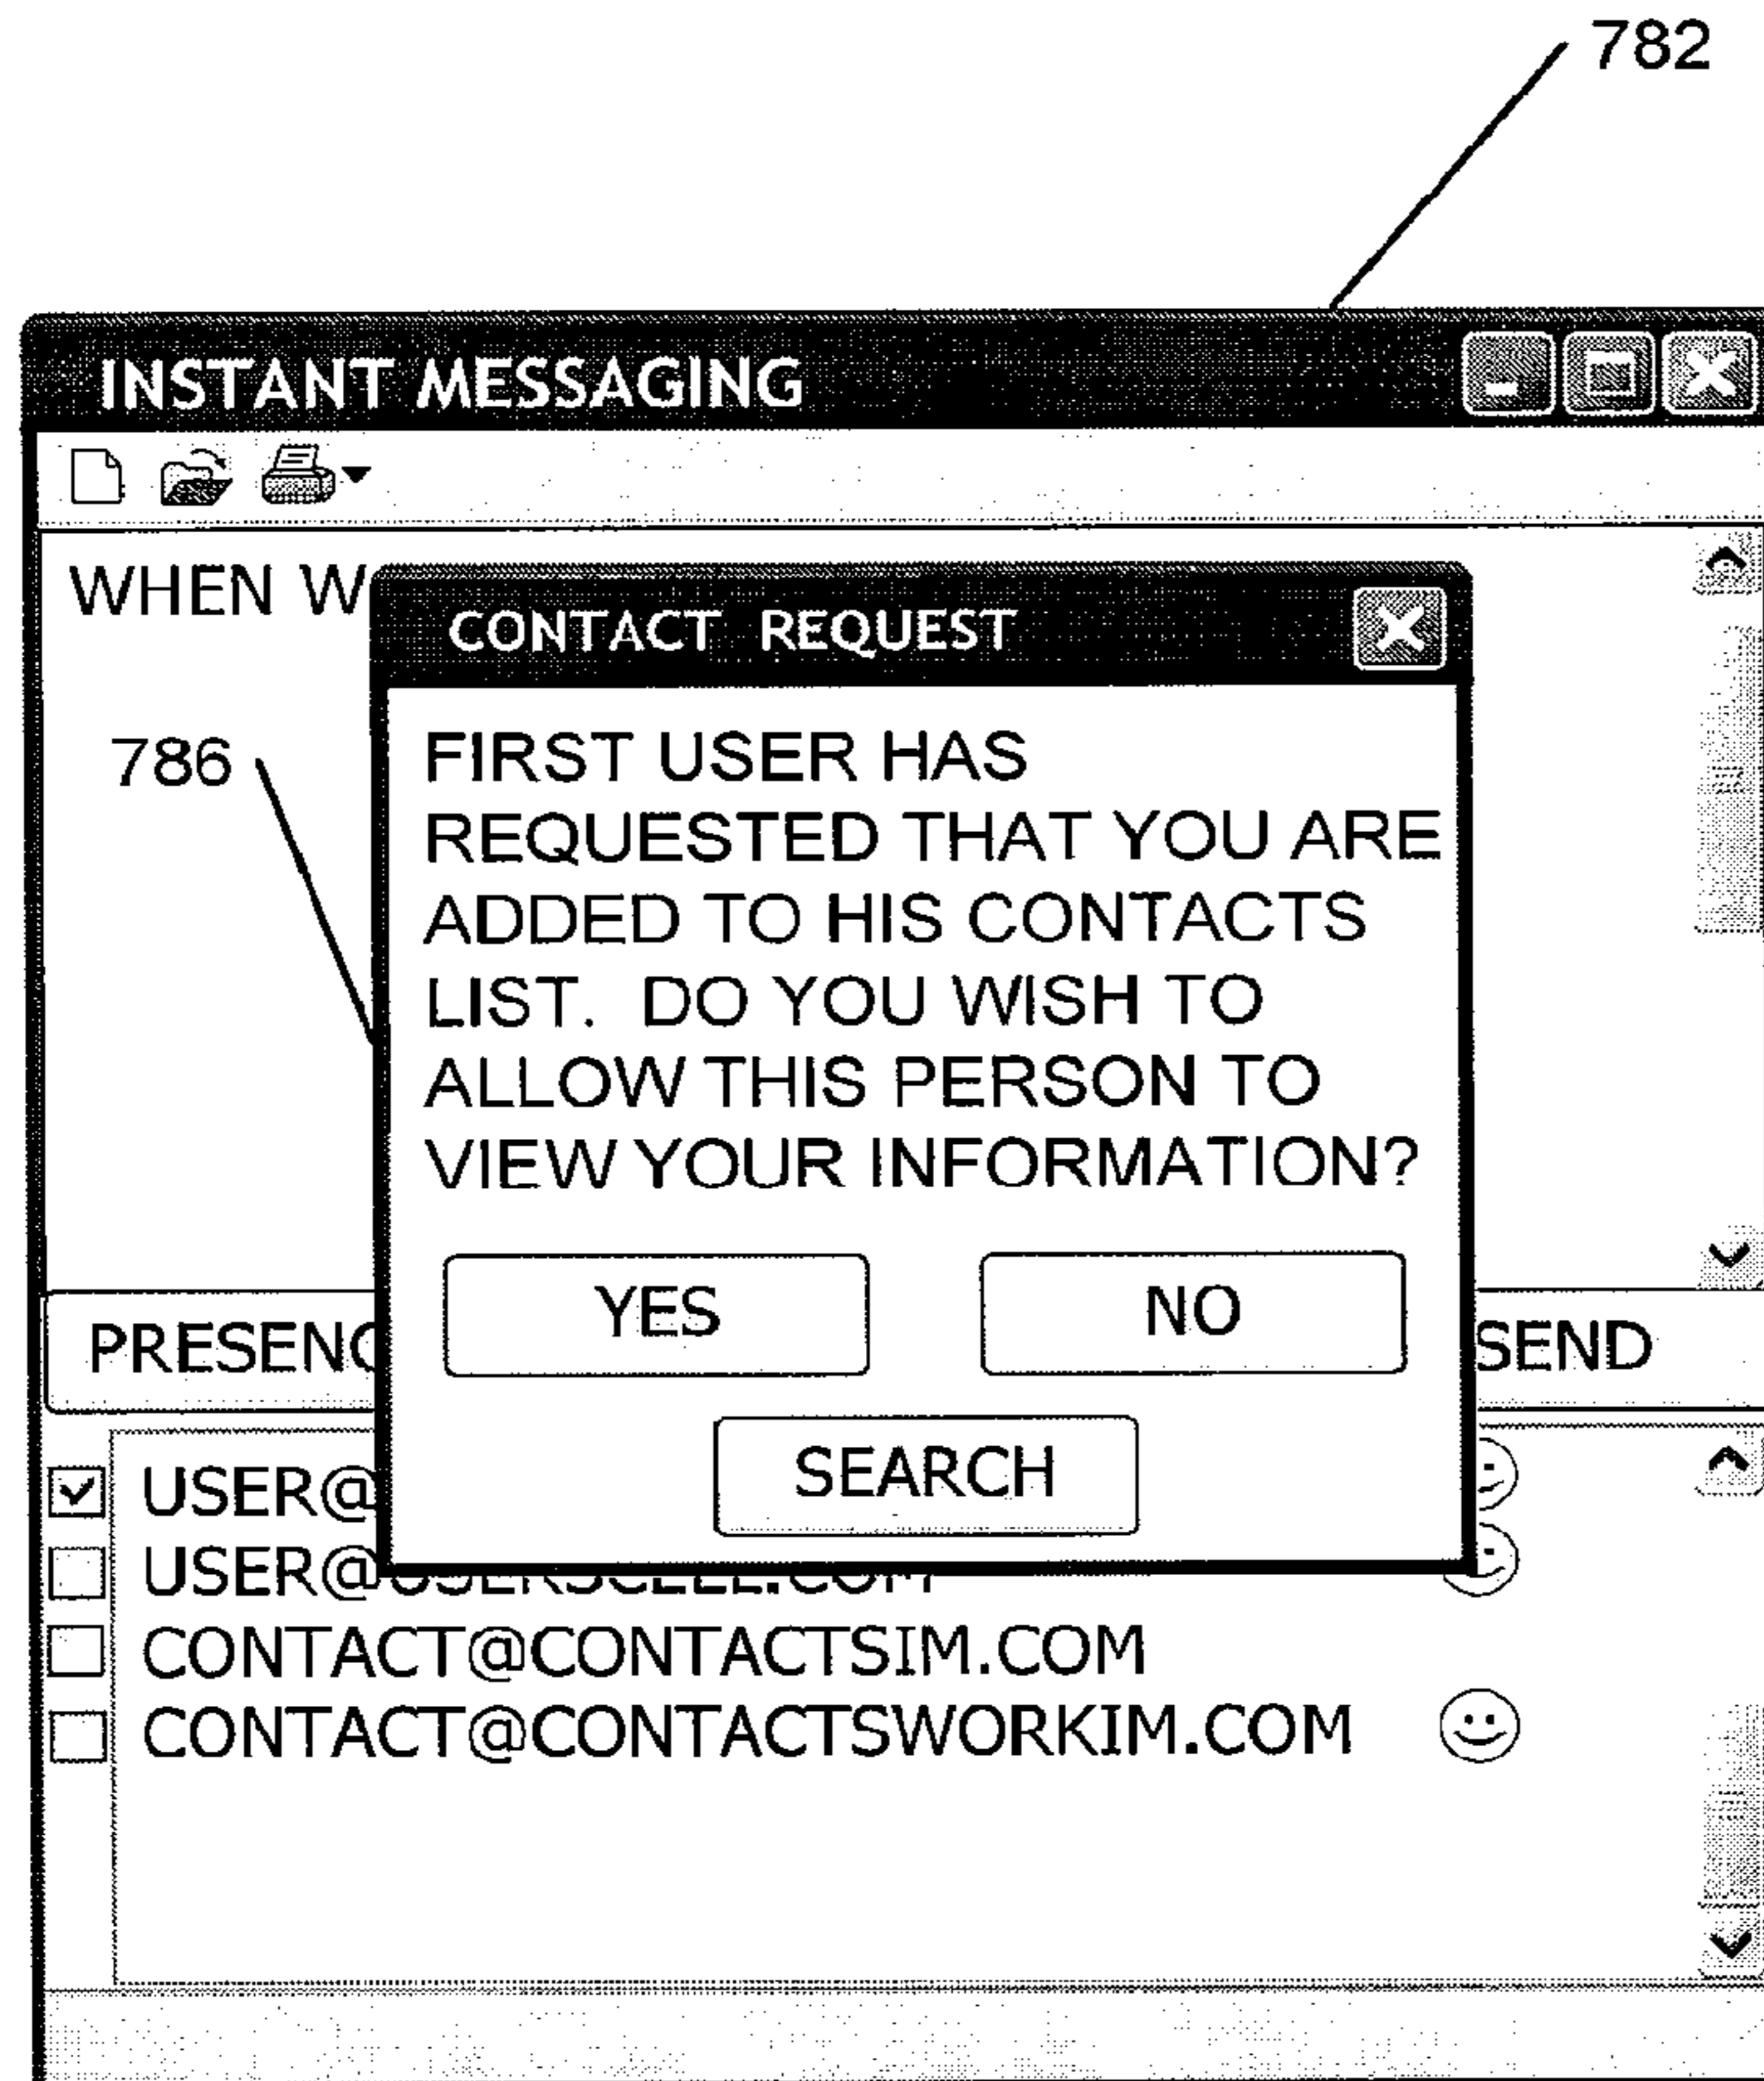 782
INSTANT MESSAGING
WHEN W
CONTACT REQUEST
786
FIRST USER HAS
REQUESTED THAT YOU ARE
ADDED TO HIS CONTACTS
LIST. DO YOU WISH TO
ALLOW THIS PERSON TO
VIEW YOUR INFORMATION?
YES NO
PRESENC SEND
SEARCH
USER@
USER@
CONTACT@CONTACTSIM.COM
CONTACT@CONTACTSWORKIM.COM